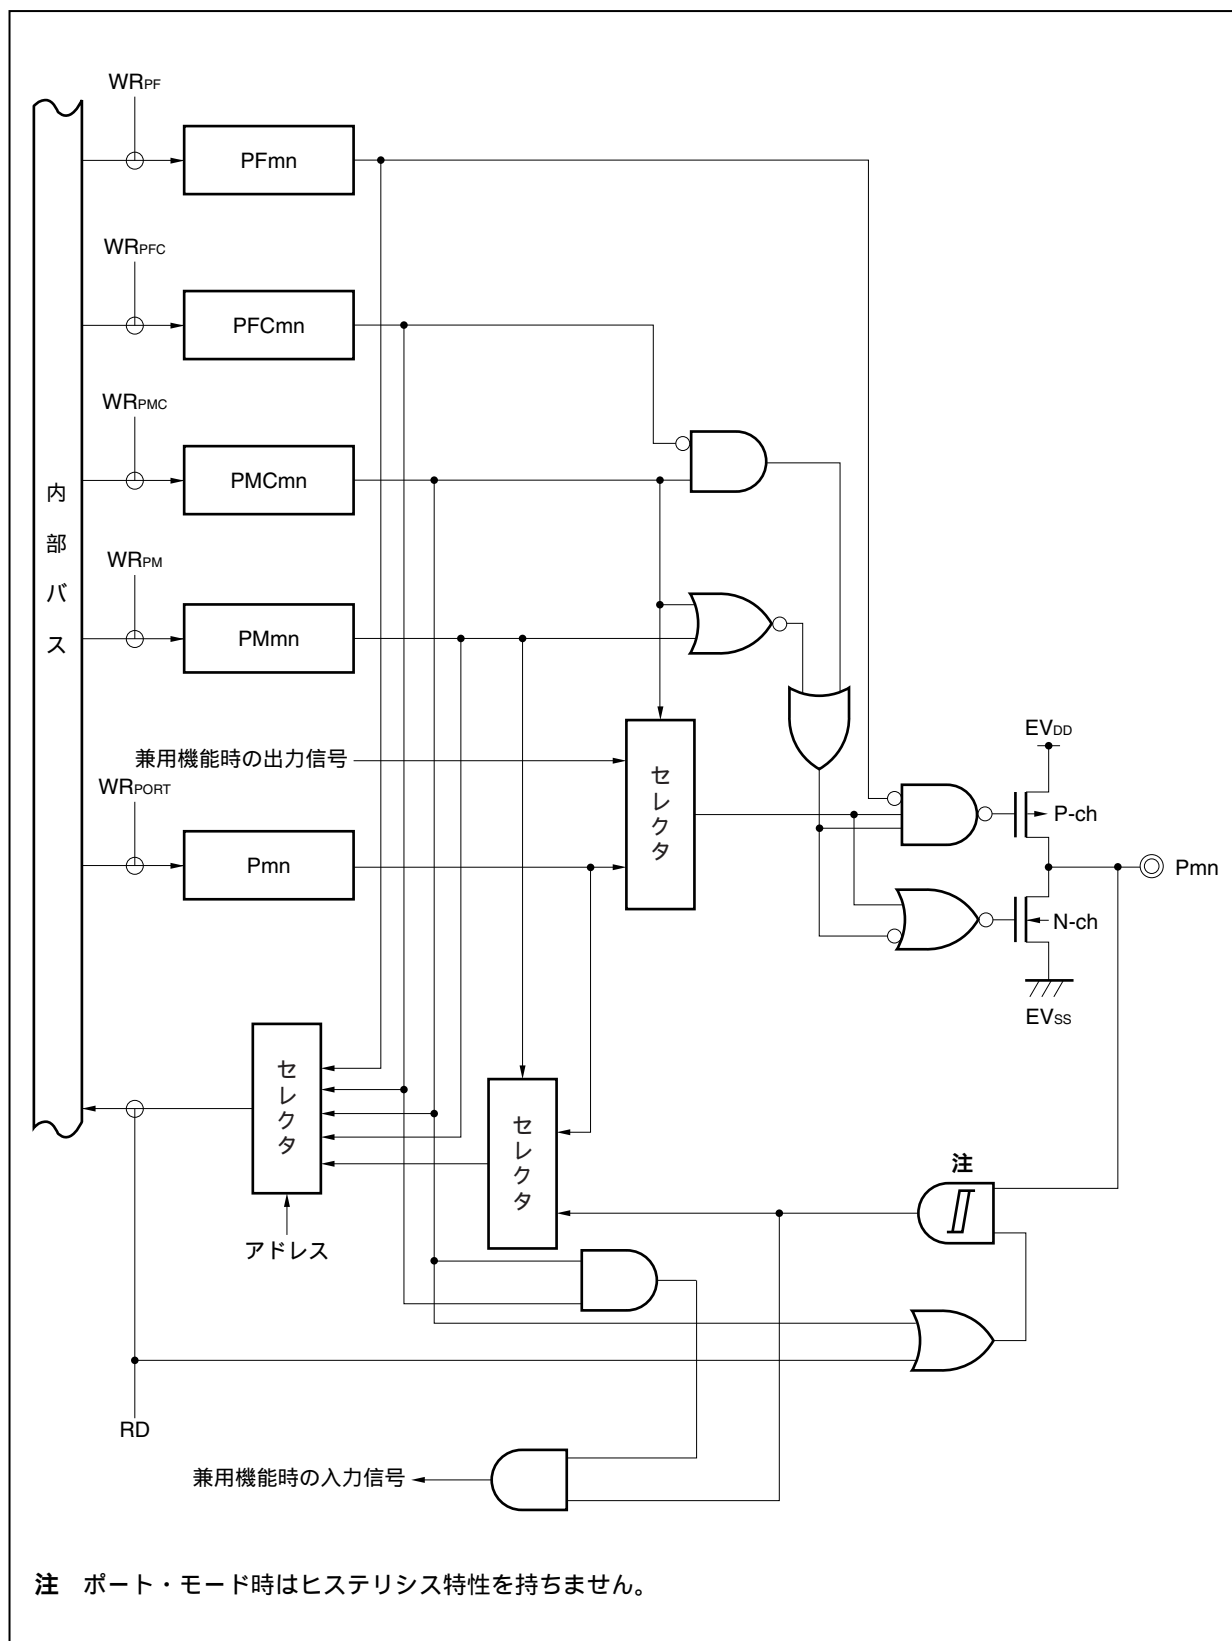 WRPF
PFmn
WRPFC
PFCmn
WRPMC
PMCmn
内部バス
WRPM
PMmn
兼用機能時の出力信号
WRPORT
Pmn
セレクタ
EVDD
P-ch
Pmn
N-ch
EVSS
セレクタ
セレクタ
注
アドレス
RD
兼用機能時の入力信号
注 ポート・モード時はヒステリシス特性を持ちません。